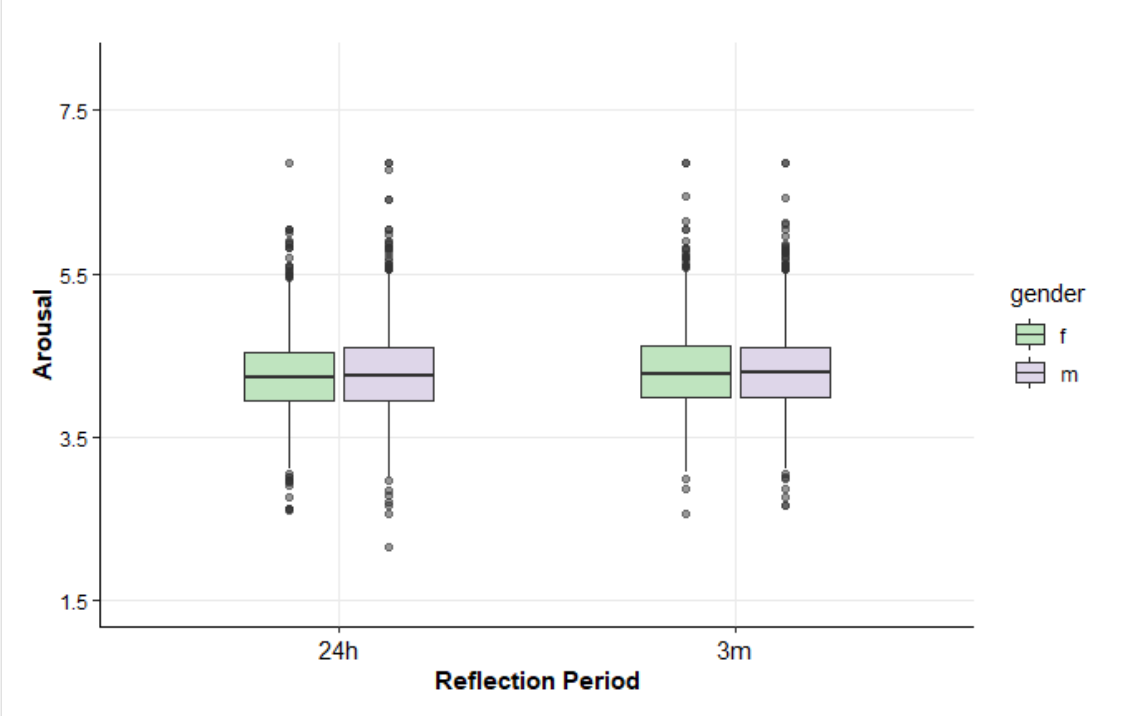 7.5
5.5
3.5
1.5
Arousal
24h
3m
Reflection Period
gender
f
m